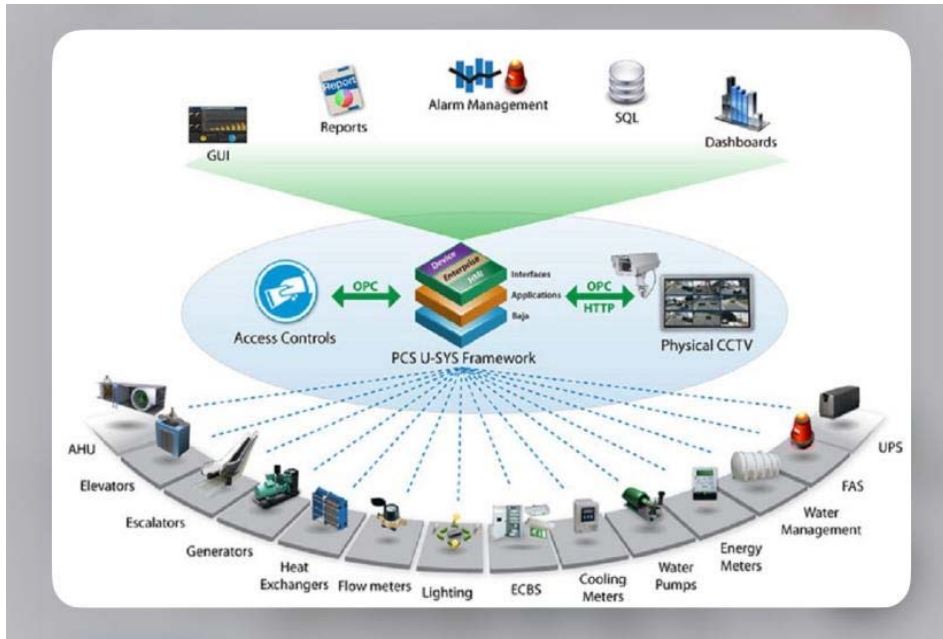 Report
Alarm Management
Reports
SQL
GUI
Dashboards
Device
Enterprise
HMI
Interfaces
Applications
Baja
OPC
OPC
HTTP
Access Controls
Physical CCTV
PCS U-SYS Framework
AHU
Elevators
Escalators
Generators
Heat
Exchangers
Flow meters
Lighting
ECBS
Cooling
Meters
Water
Pumps
Energy
Meters
Water
Management
FAS
UPS